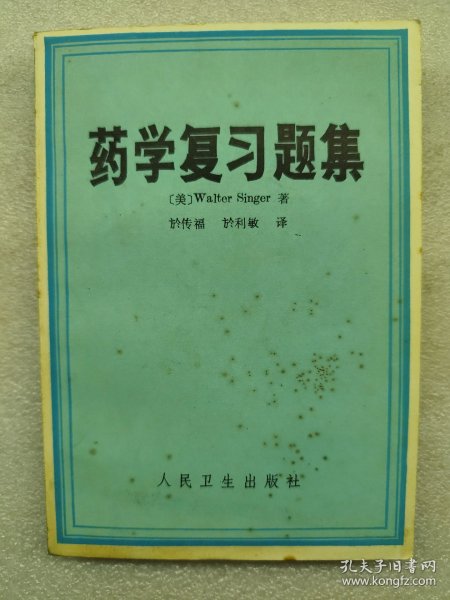 药学复习题集
〔美〕Walter Singer 著
於传福 於利敏 译
人民卫生出版社
孔夫子旧书网
www.kongfz.com